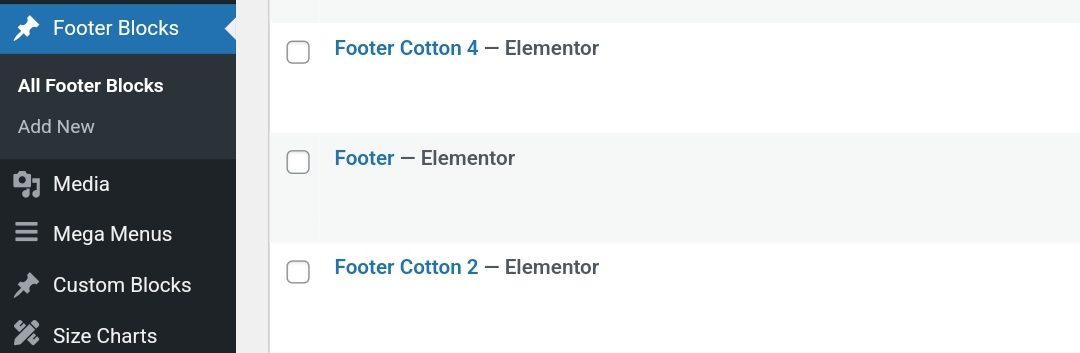 Footer Blocks
All Footer Blocks
Add New
Media
Mega Menus
Custom Blocks
Size Charts
Footer Cotton 4 — Elementor
Footer — Elementor
Footer Cotton 2 — Elementor